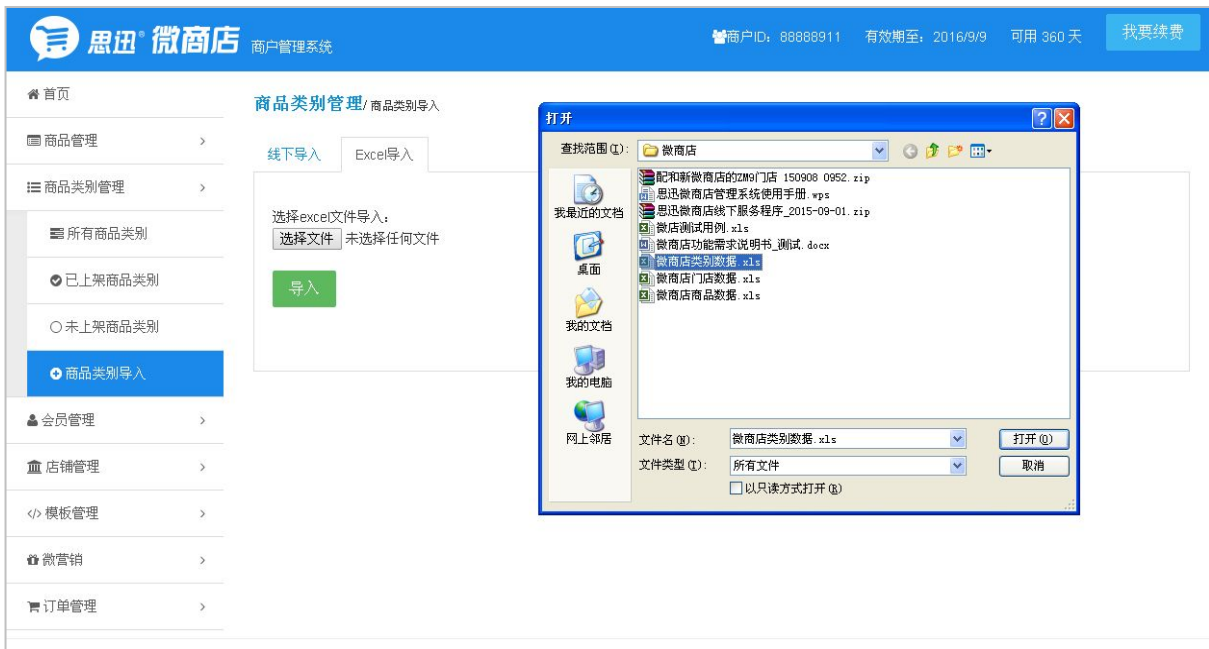 思迅® 微商店 商户管理系统 商户ID：88888911 有效期至：2016/9/9 可用 360 天 我要续费
首页
商品管理
商品类别管理
所有商品类别
已上架商品类别
未上架商品类别
商品类别导入
会员管理
店铺管理
模板管理
微营销
订单管理
商品类别管理/ 商品类别导入
线下导入 Excel导入
选择excel文件导入：
选择文件 未选择任何文件
导入
打开
查找范围(I)： 微商店
我最近的文档
桌面
我的文档
我的电脑
网上邻居
配和新微商店的ZM9门店 150908 0952.zip
思迅微商店管理系统使用手册.wps
思迅微商店线下服务程序_2015-09-01.zip
微店测试用例.xls
微商店功能需求说明书_测试.docx
微商店类别数据.xls
微商店门店数据.xls
微商店商品数据.xls
文件名(N)： 微商店类别数据.xls 打开(O)
文件类型(T)： 所有文件 取消
以只读方式打开(R)